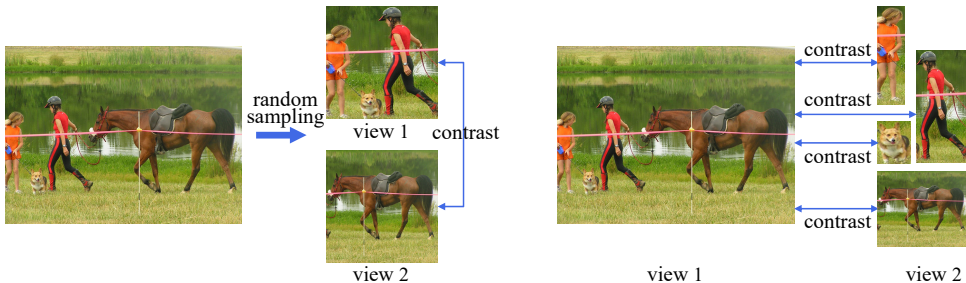 random
sampling
view 1
contrast
view 2
contrast
contrast
contrast
contrast
view 1
view 2